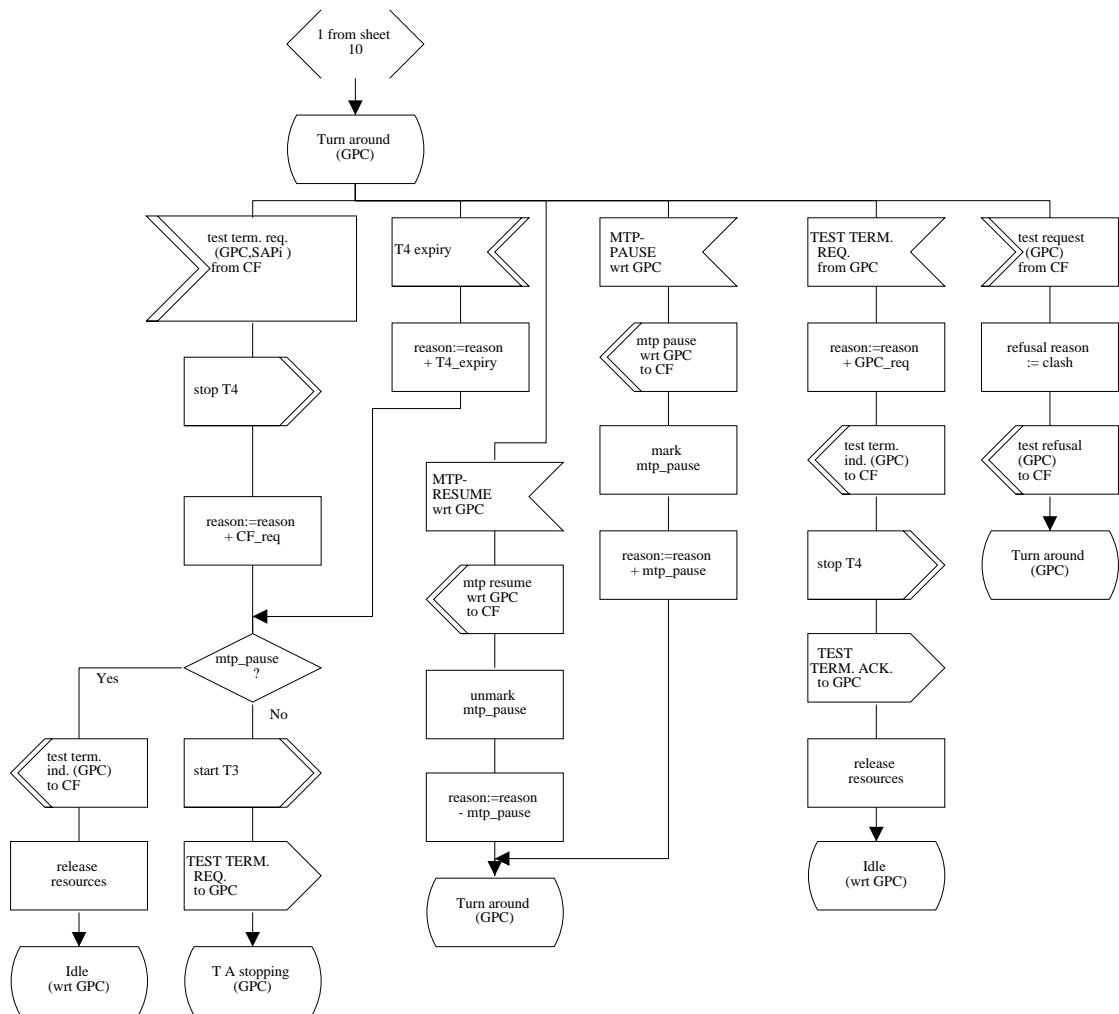 1 from sheet
10
Turn around
(GPC)
test term. req.
(GPC,SAPi )
from CF
stop T4
reason:=reason
+ CF_req
T4 expiry
reason:=reason
+ T4_expiry
mtp_pause
?
Yes
No
test term.
ind. (GPC)
to CF
release
resources
Idle
(wrt GPC)
start T3
TEST TERM.
REQ.
to GPC
T A stopping
(GPC)
MTP-
RESUME
wrt GPC
mtp resume
wrt GPC
to CF
unmark
mtp_pause
reason:=reason
- mtp_pause
Turn around
(GPC)
MTP-
PAUSE
wrt GPC
mtp pause
wrt GPC
to CF
mark
mtp_pause
reason:=reason
+ mtp_pause
TEST TERM.
REQ.
from GPC
reason:=reason
+ GPC_req
test term.
ind. (GPC)
to CF
stop T4
TEST
TERM. ACK.
to GPC
release
resources
Idle
(wrt GPC)
test request
(GPC)
from CF
refusal reason
:= clash
test refusal
(GPC)
to CF
Turn around
(GPC)